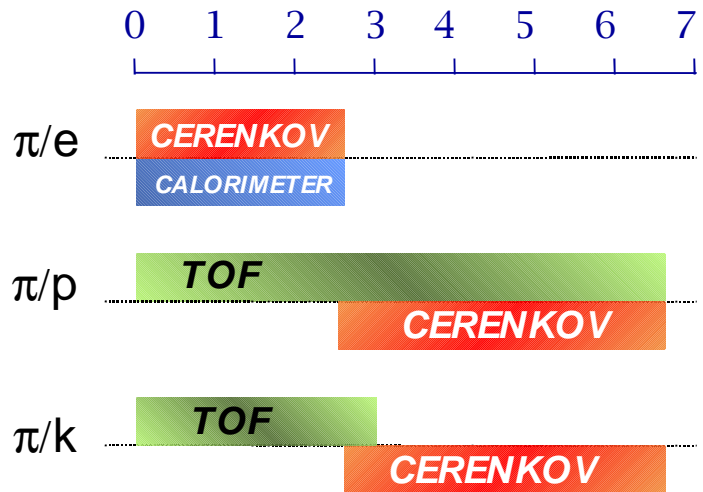 0 1 2 3 4 5 6 7
π/e
CERENKOV
CALORIMETER
π/p
TOF
CERENKOV
π/k
TOF
CERENKOV